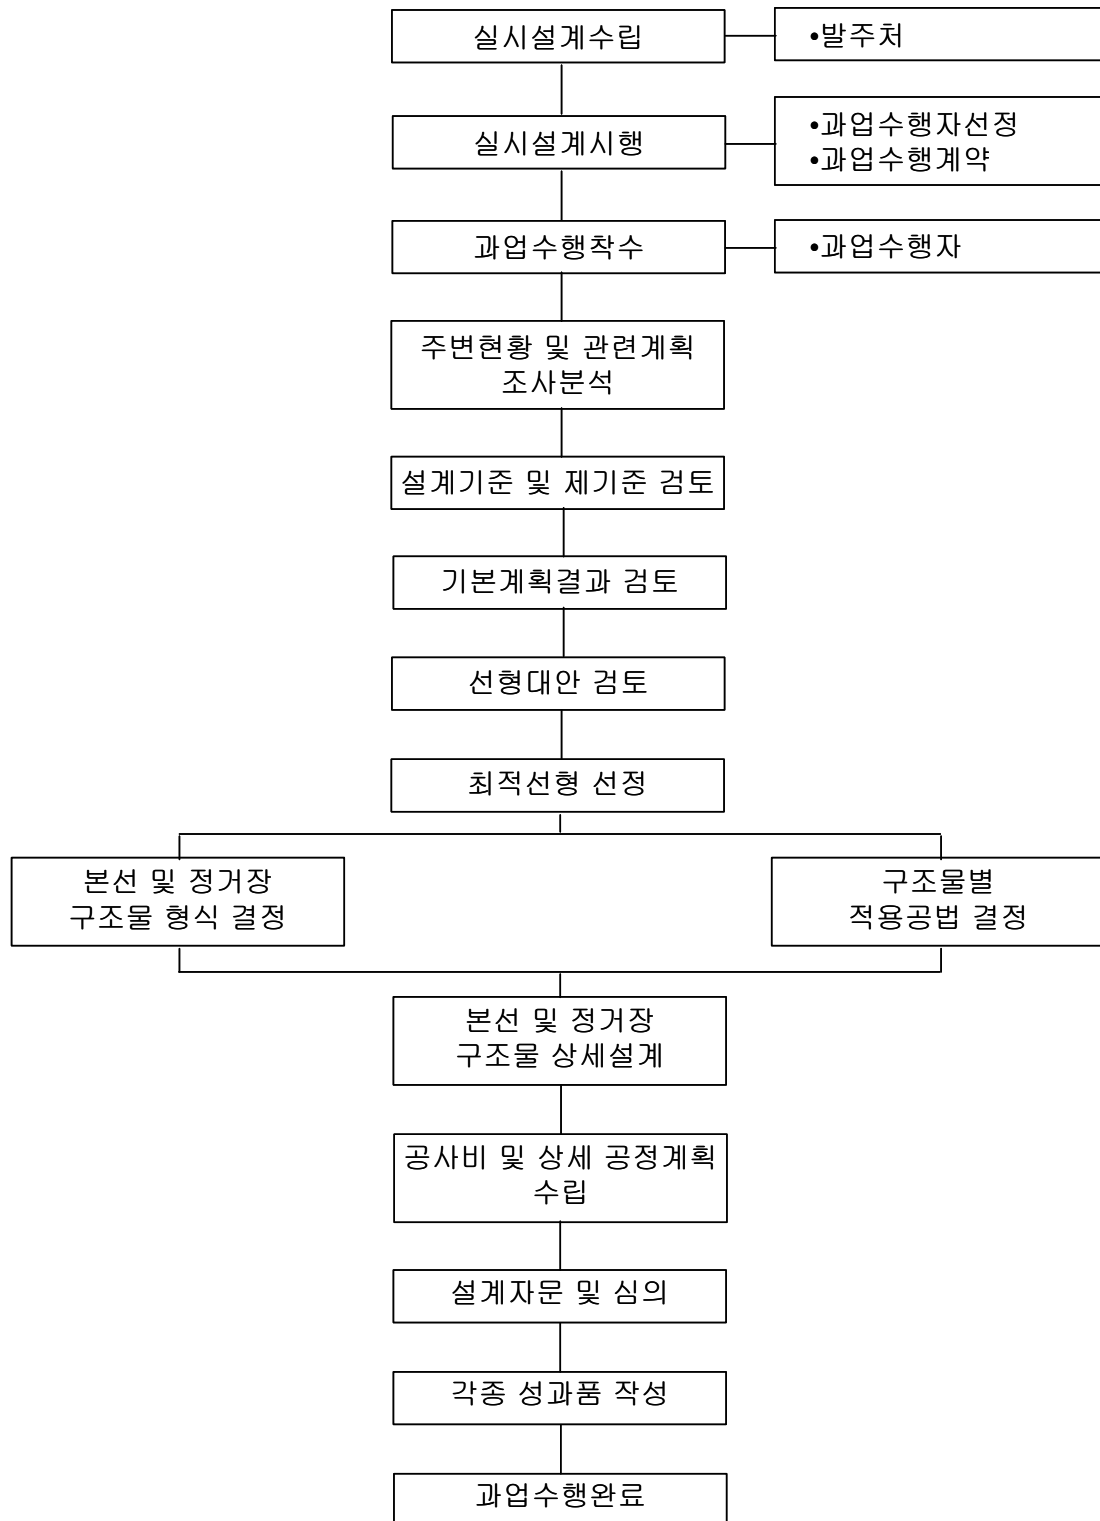 실시설계수립
•발주처
실시설계시행
•과업수행자선정
•과업수행계약
과업수행착수
•과업수행자
주변현황 및 관련계획
조사분석
설계기준 및 제기준 검토
기본계획결과 검토
선형대안 검토
최적선형 선정
본선 및 정거장
구조물 형식 결정
구조물별
적용공법 결정
본선 및 정거장
구조물 상세설계
공사비 및 상세 공정계획
수립
설계자문 및 심의
각종 성과품 작성
과업수행완료